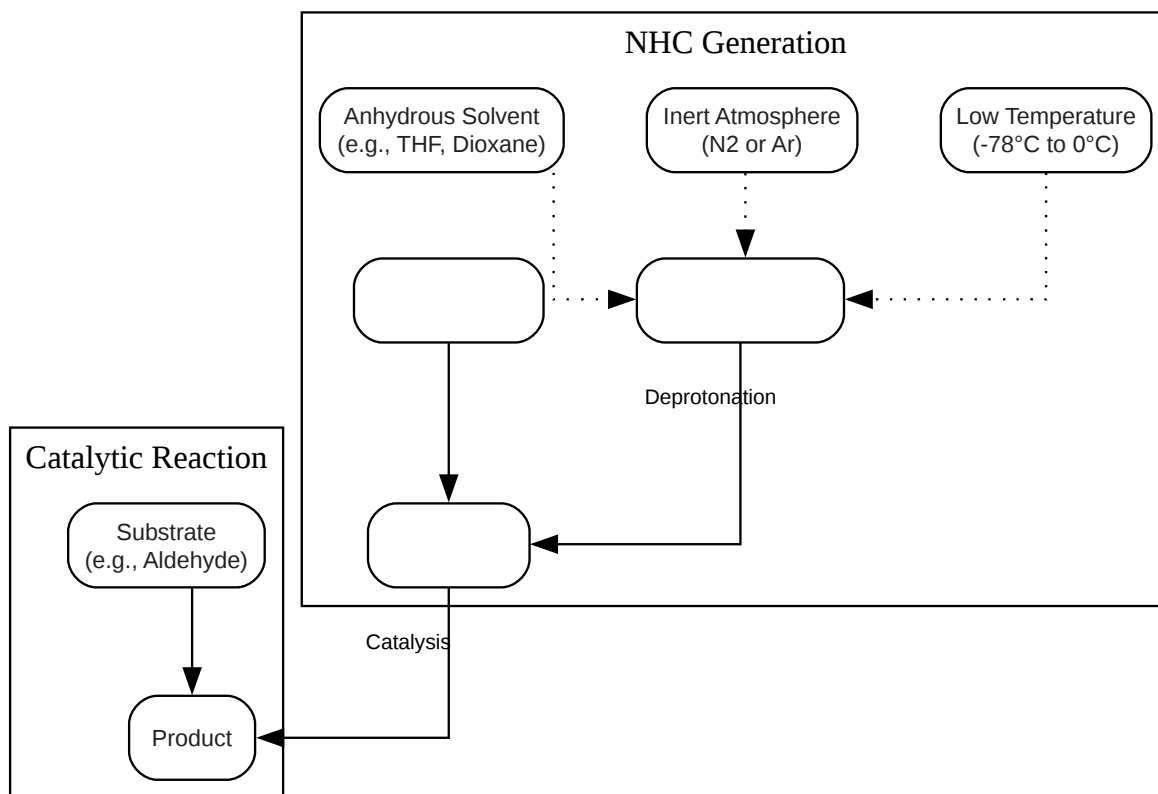 NHC Generation
Anhydrous Solvent
(e.g., THF, Dioxane)
Inert Atmosphere
(N2 or Ar)
Low Temperature
(-78°C to 0°C)
Deprotonation
Catalytic Reaction
Substrate
(e.g., Aldehyde)
Catalysis
Product